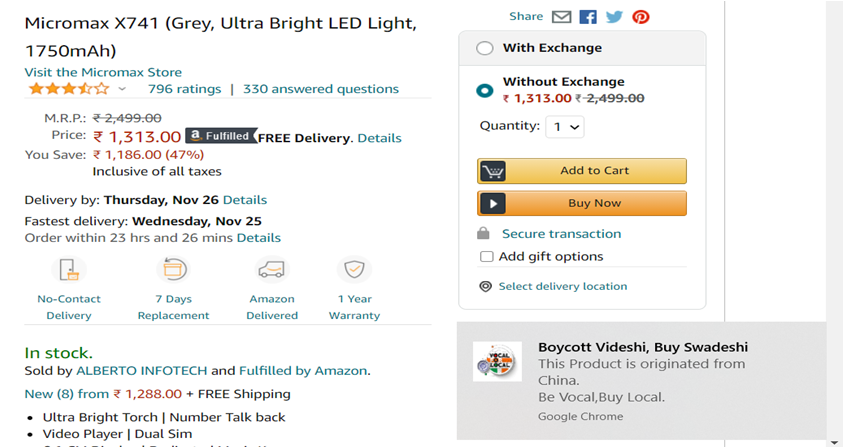 Micromax X741 (Grey, Ultra Bright LED Light,
1750mAh)
Visit the Micromax Store
796 ratings | 330 answered questions
M.R.P.: ₹ 2,499.00
Price: ₹ 1,313.00 a Fulfilled FREE Delivery. Details
You Save: ₹ 1,186.00 (47%)
Inclusive of all taxes
Delivery by: Thursday, Nov 26 Details
Fastest delivery: Wednesday, Nov 25
Order within 23 hrs and 26 mins Details
No-Contact
Delivery
7 Days
Replacement
Amazon
Delivered
1 Year
Warranty
In stock.
Sold by ALBERTO INFOTECH and Fulfilled by Amazon.
New (8) from ₹ 1,288.00 + FREE Shipping
• Ultra Bright Torch | Number Talk back
• Video Player | Dual Sim
Share
With Exchange
Without Exchange
₹ 1,313.00 ₹ 2,499.00
Quantity: 1
Add to Cart
Buy Now
Secure transaction
Add gift options
Select delivery location
VOCAL
LOCAL
Boycott Videshi, Buy Swadeshi
This Product is originated from
China.
Be Vocal,Buy Local.
Google Chrome